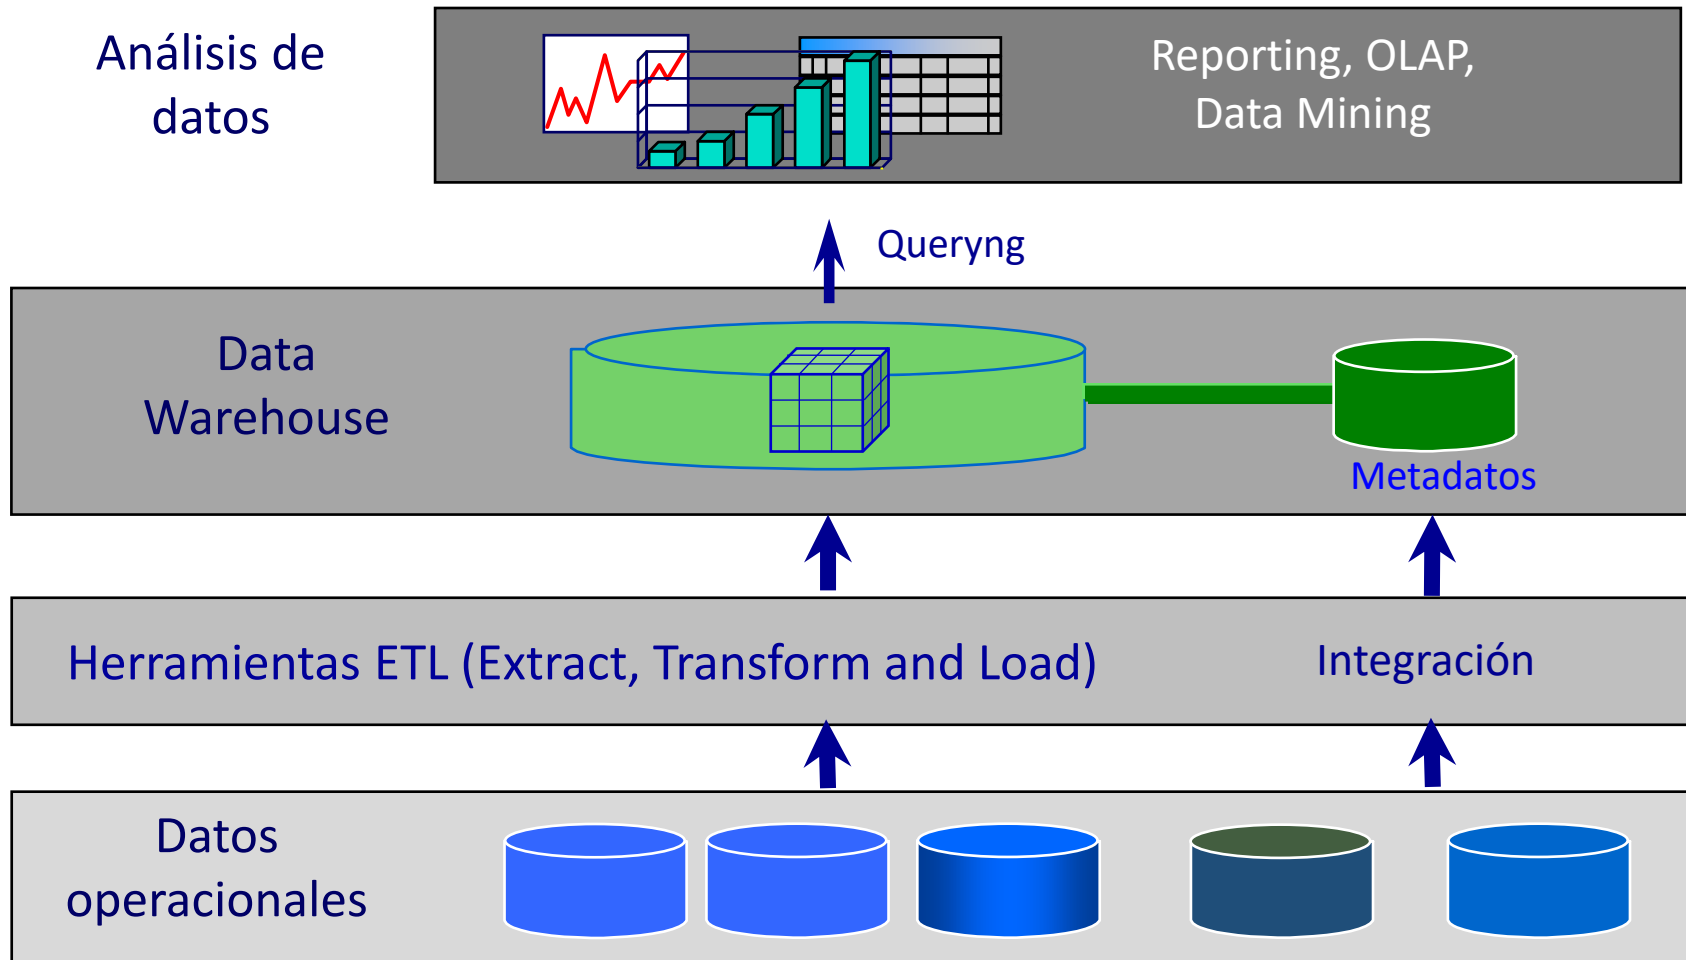 Análisis de
datos
Reporting, OLAP,
Data Mining
Queryng
Data
Warehouse
Metadatos
Herramientas ETL (Extract, Transform and Load)
Integración
Datos
operacionales